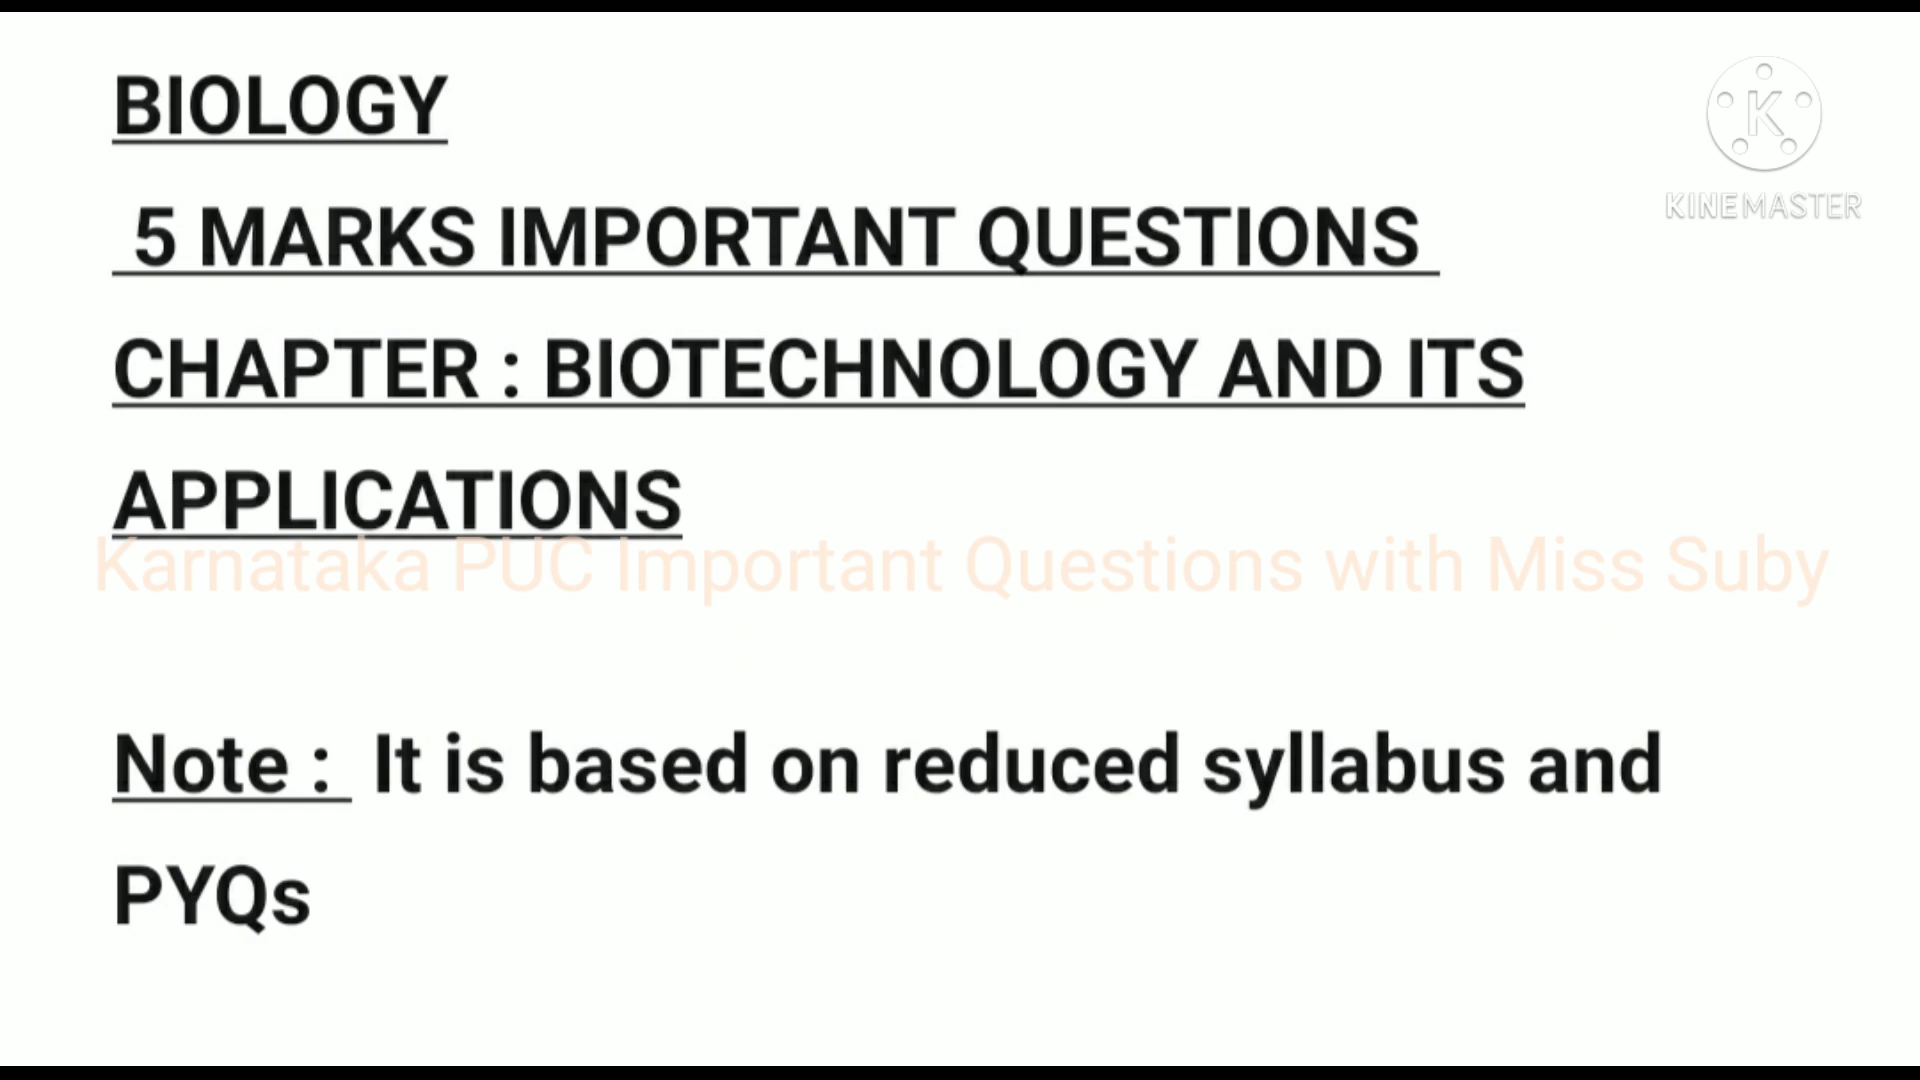 BIOLOGY
K
KINEMASTER
5 MARKS IMPORTANT QUESTIONS
CHAPTER : BIOTECHNOLOGY AND ITS
APPLICATIONS
Karnataka PUC Important Questions with Miss Suby
Note : It is based on reduced syllabus and
PYQs